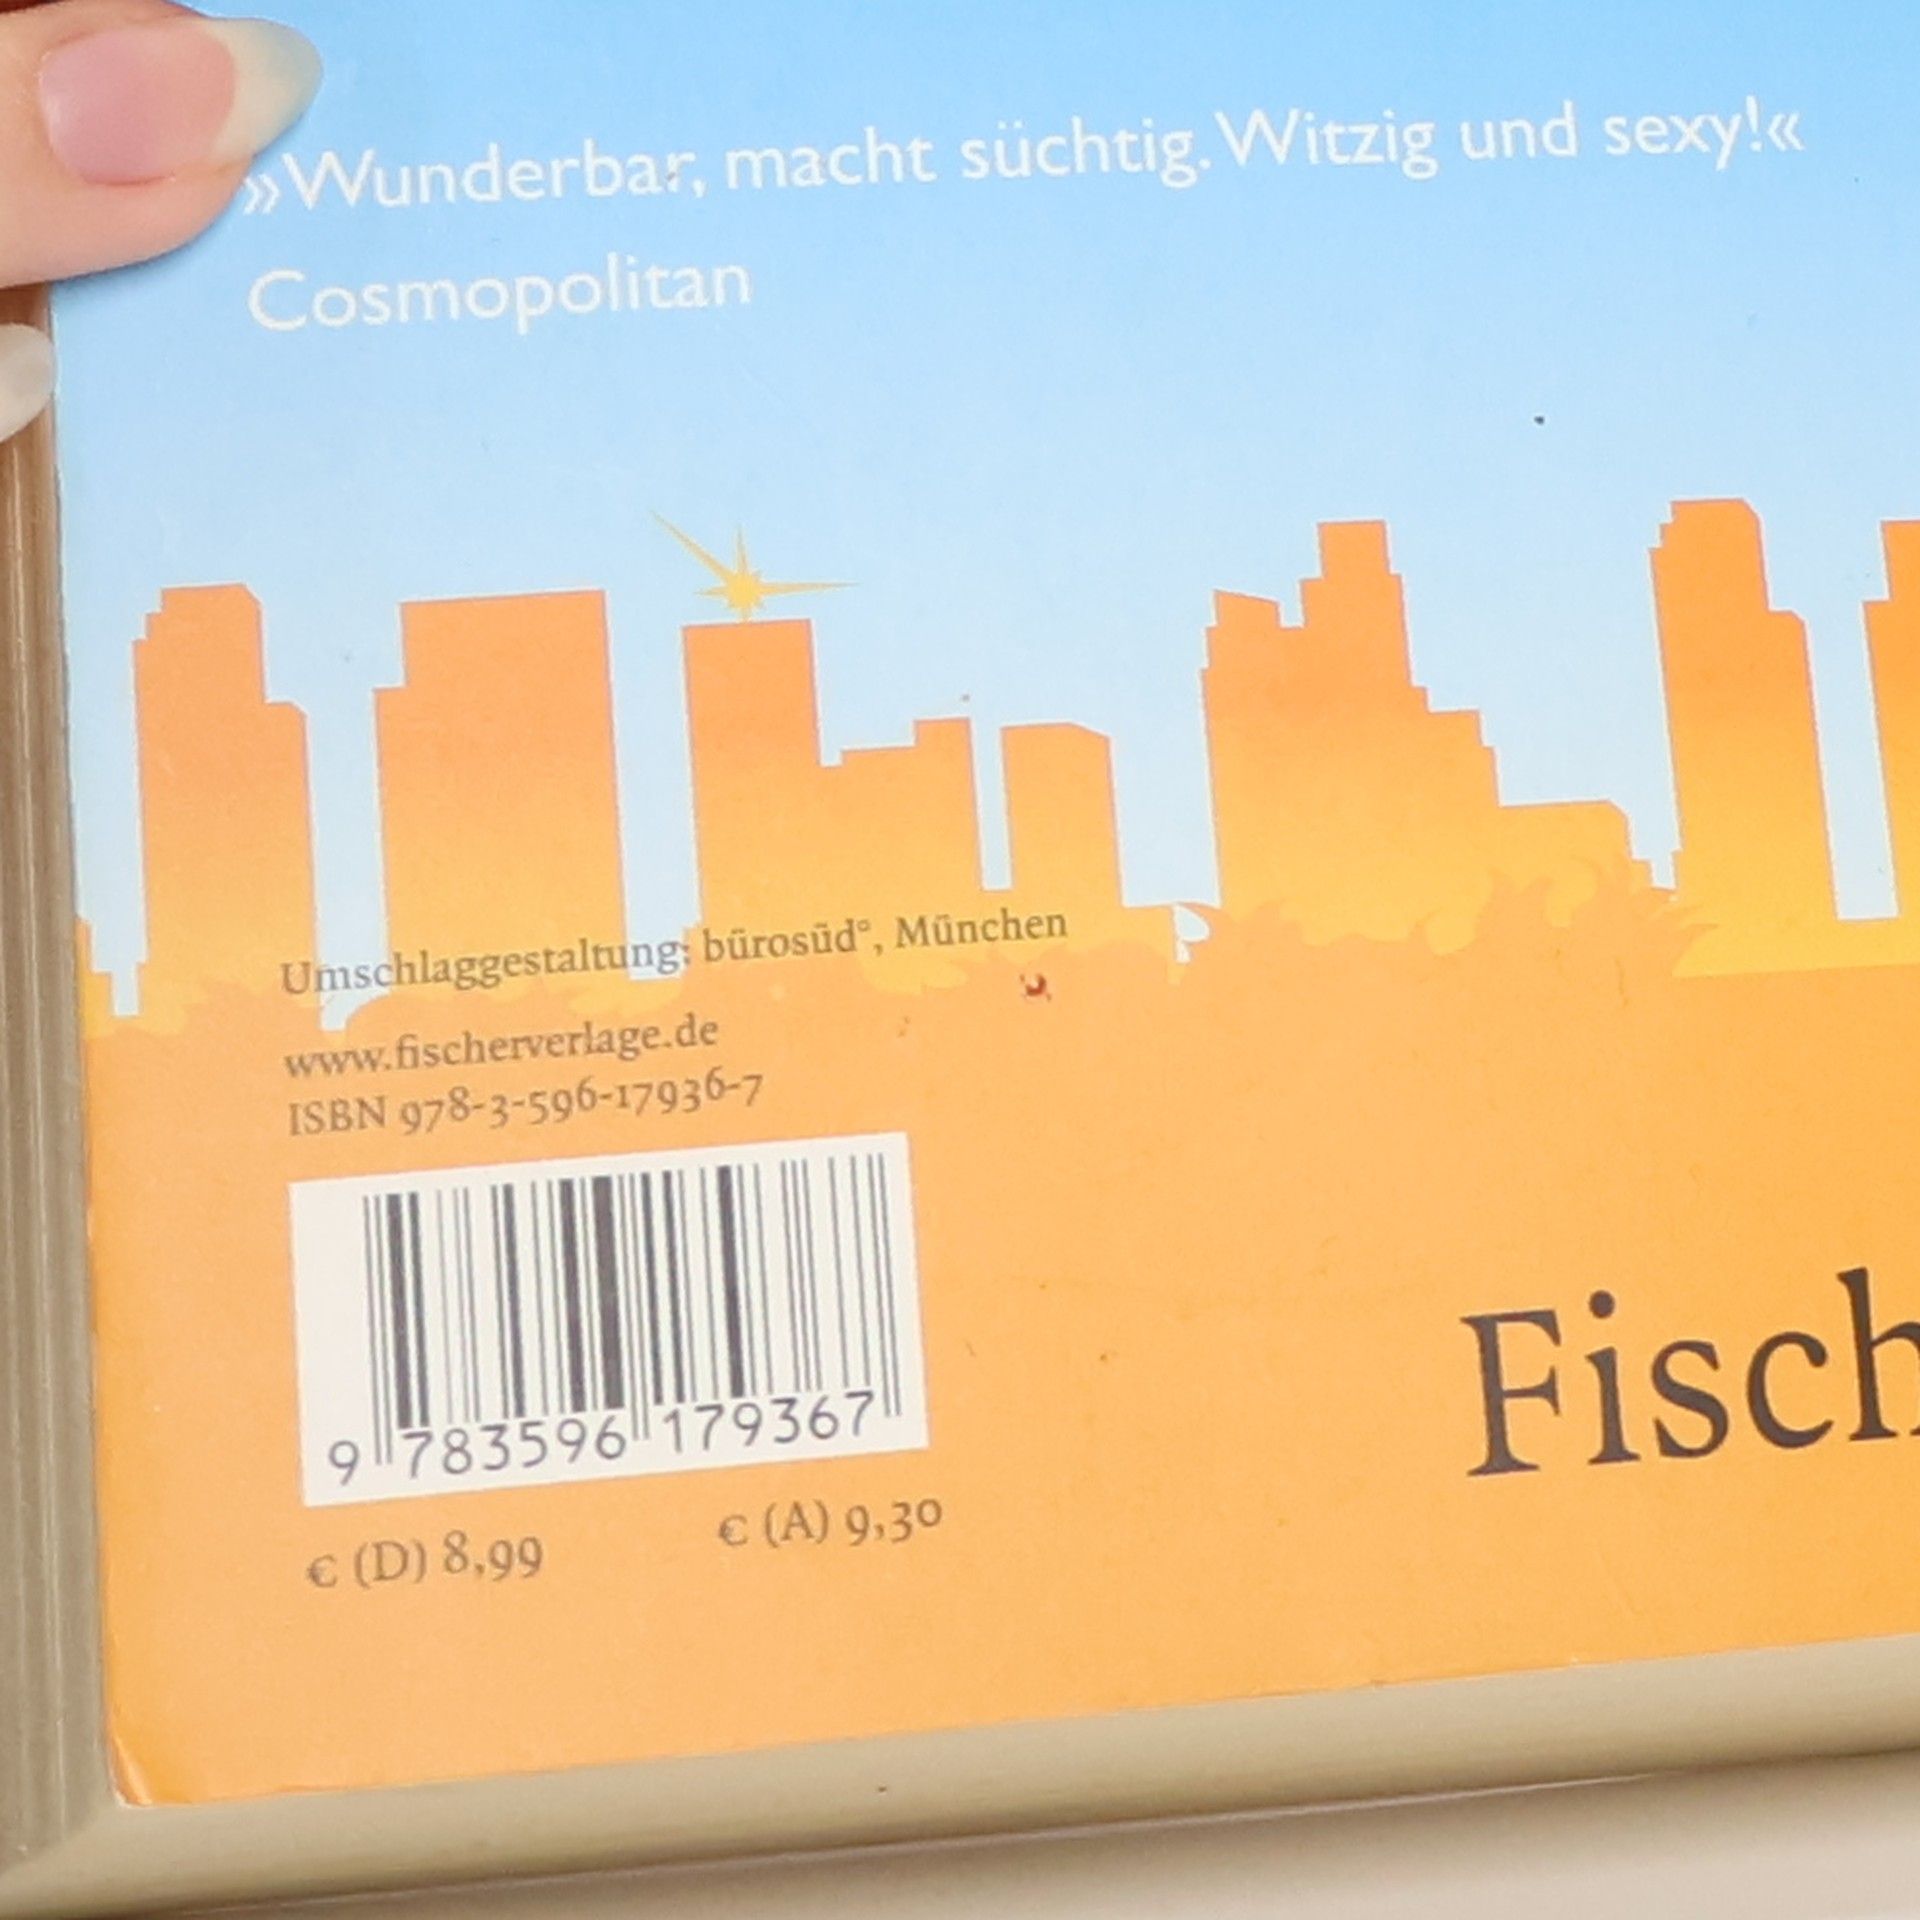 »Wunderbar, macht süchtig. Witzig und sexy!«
Cosmopolitan
Umschlaggestaltung: bürosüd°, München
www.fischerverlage.de
ISBN 978-3-596-17936-7
9 783596 179367
€ (D) 8,99
€ (A) 9,30
Fisch